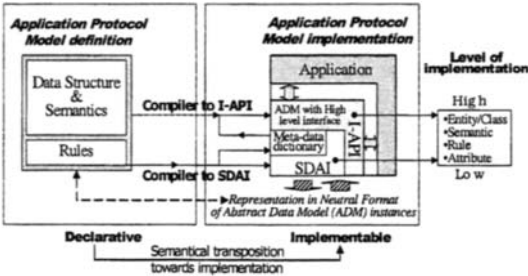 Application Protocol
Model definition
Data Structure
&
Semantics
Rules
Compiler to I-API
Compiler to SDAI
Application Protocol
Model implementation
Application
ADM with High
level interface
I-API
Meta-data
dictionary
SDAI
Representation in Neutral Format
of Abstract Data Model (ADM) instances
Level of
implementation
High
•Entity/Class
•Semantic
•Rule
•Attribute
Low
Declarative
Implementable
Semantical transposition
towards implementation